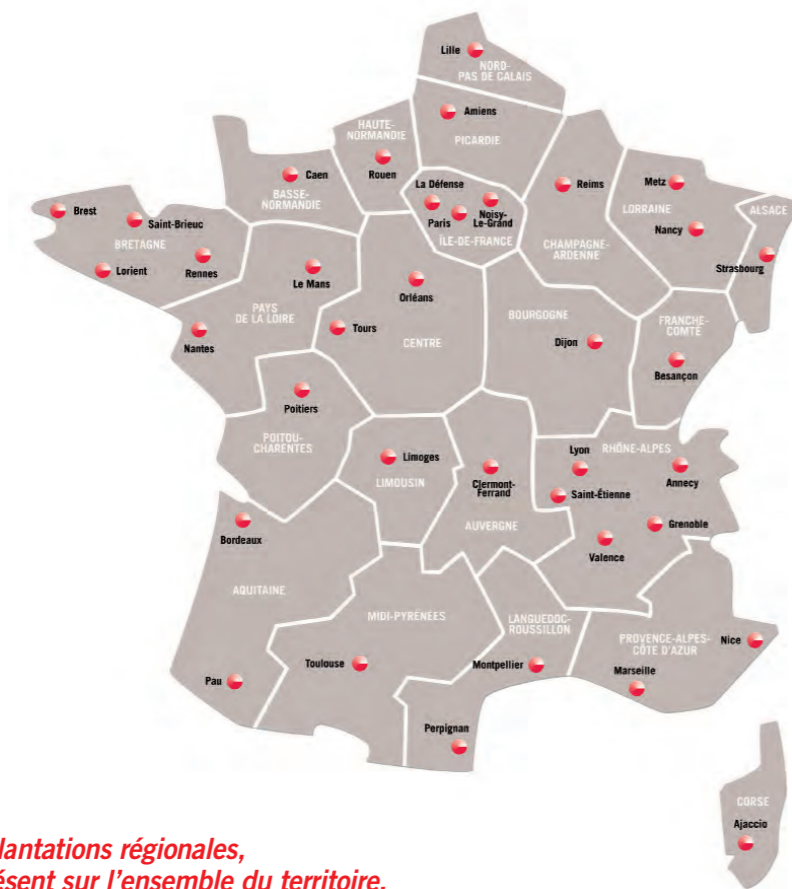 Lille
NORD-
PAS DE CALAIS
Amiens
PICARDIE
HAUTE-
NORMANDIE
Rouen
Caen
BASSE-
NORMANDIE
La Défense
Paris
Noisy-
Le-Grand
ÎLE-DE-FRANCE
Reims
CHAMPAGNE-
ARDENNE
Metz
LORRAINE
Nancy
ALSACE
Strasbourg
Brest
Saint-Brieuc
BRETAGNE
Lorient
Rennes
Le Mans
PAYS
DE LA LOIRE
Nantes
Orléans
Tours
CENTRE
BOURGOGNE
Dijon
FRANCHE-
COMTÉ
Besançon
Poitiers
POITOU-
CHARENTES
Limoges
LIMOUSIN
Clermont-
Ferrand
AUVERGNE
Lyon
RHÔNE-ALPES
Annecy
Saint-Étienne
Grenoble
Valence
Bordeaux
AQUITAINE
Pau
MIDI-PYRÉNÉES
Toulouse
LANGUEDOC-
ROUSSILLON
Montpellier
Perpignan
PROVENCE-ALPES-
CÔTE D'AZUR
Nice
Marseille
CORSE
Ajaccio
lantations régionales,
ésent sur l'ensemble du territoire.